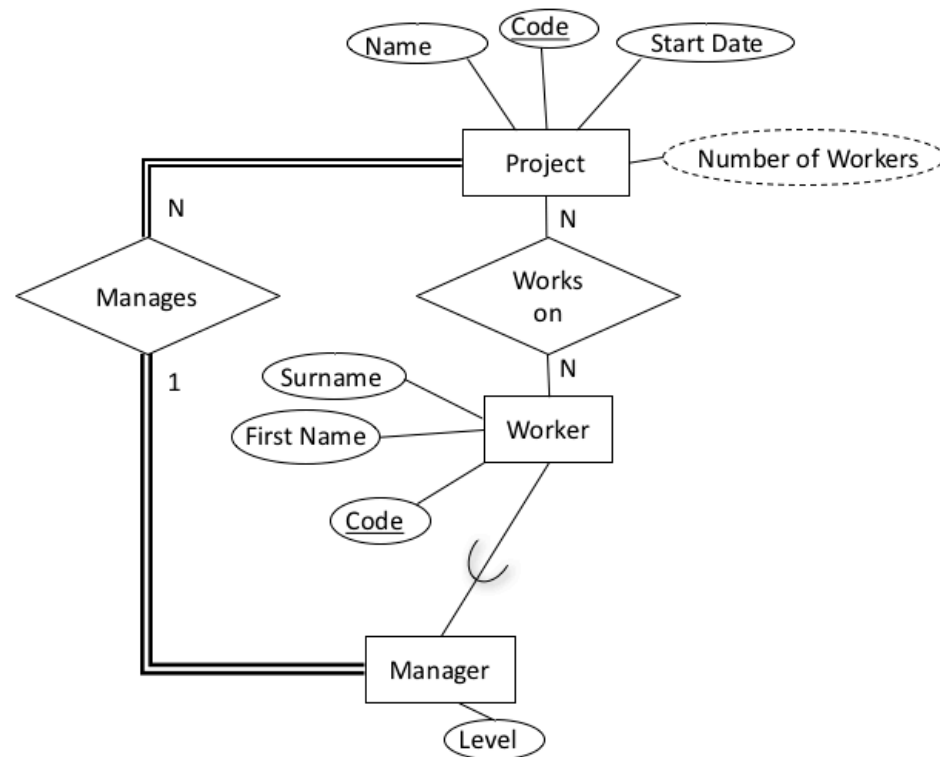 Name
Code
Start Date
Project
Number of Workers
N
N
Manages
Works
on
1
N
Surname
First Name
Worker
Code
Manager
Level